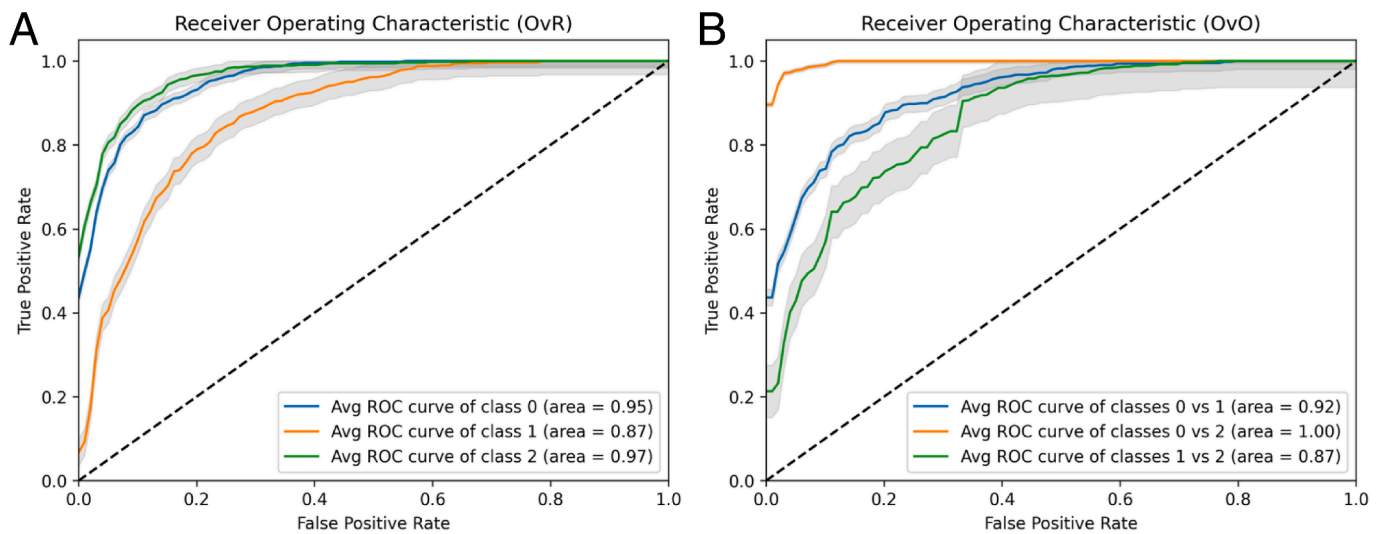 A
Receiver Operating Characteristic (OvR)
True Positive Rate
1.0
0.8
0.6
0.4
0.2
0.0
Avg ROC curve of class 0 (area = 0.95)
Avg ROC curve of class 1 (area = 0.87)
Avg ROC curve of class 2 (area = 0.97)
0.0 0.2 0.4 0.6 0.8 1.0
False Positive Rate
B
Receiver Operating Characteristic (OvO)
True Positive Rate
1.0
0.8
0.6
0.4
0.2
0.0
Avg ROC curve of classes 0 vs 1 (area = 0.92)
Avg ROC curve of classes 0 vs 2 (area = 1.00)
Avg ROC curve of classes 1 vs 2 (area = 0.87)
0.0 0.2 0.4 0.6 0.8 1.0
False Positive Rate